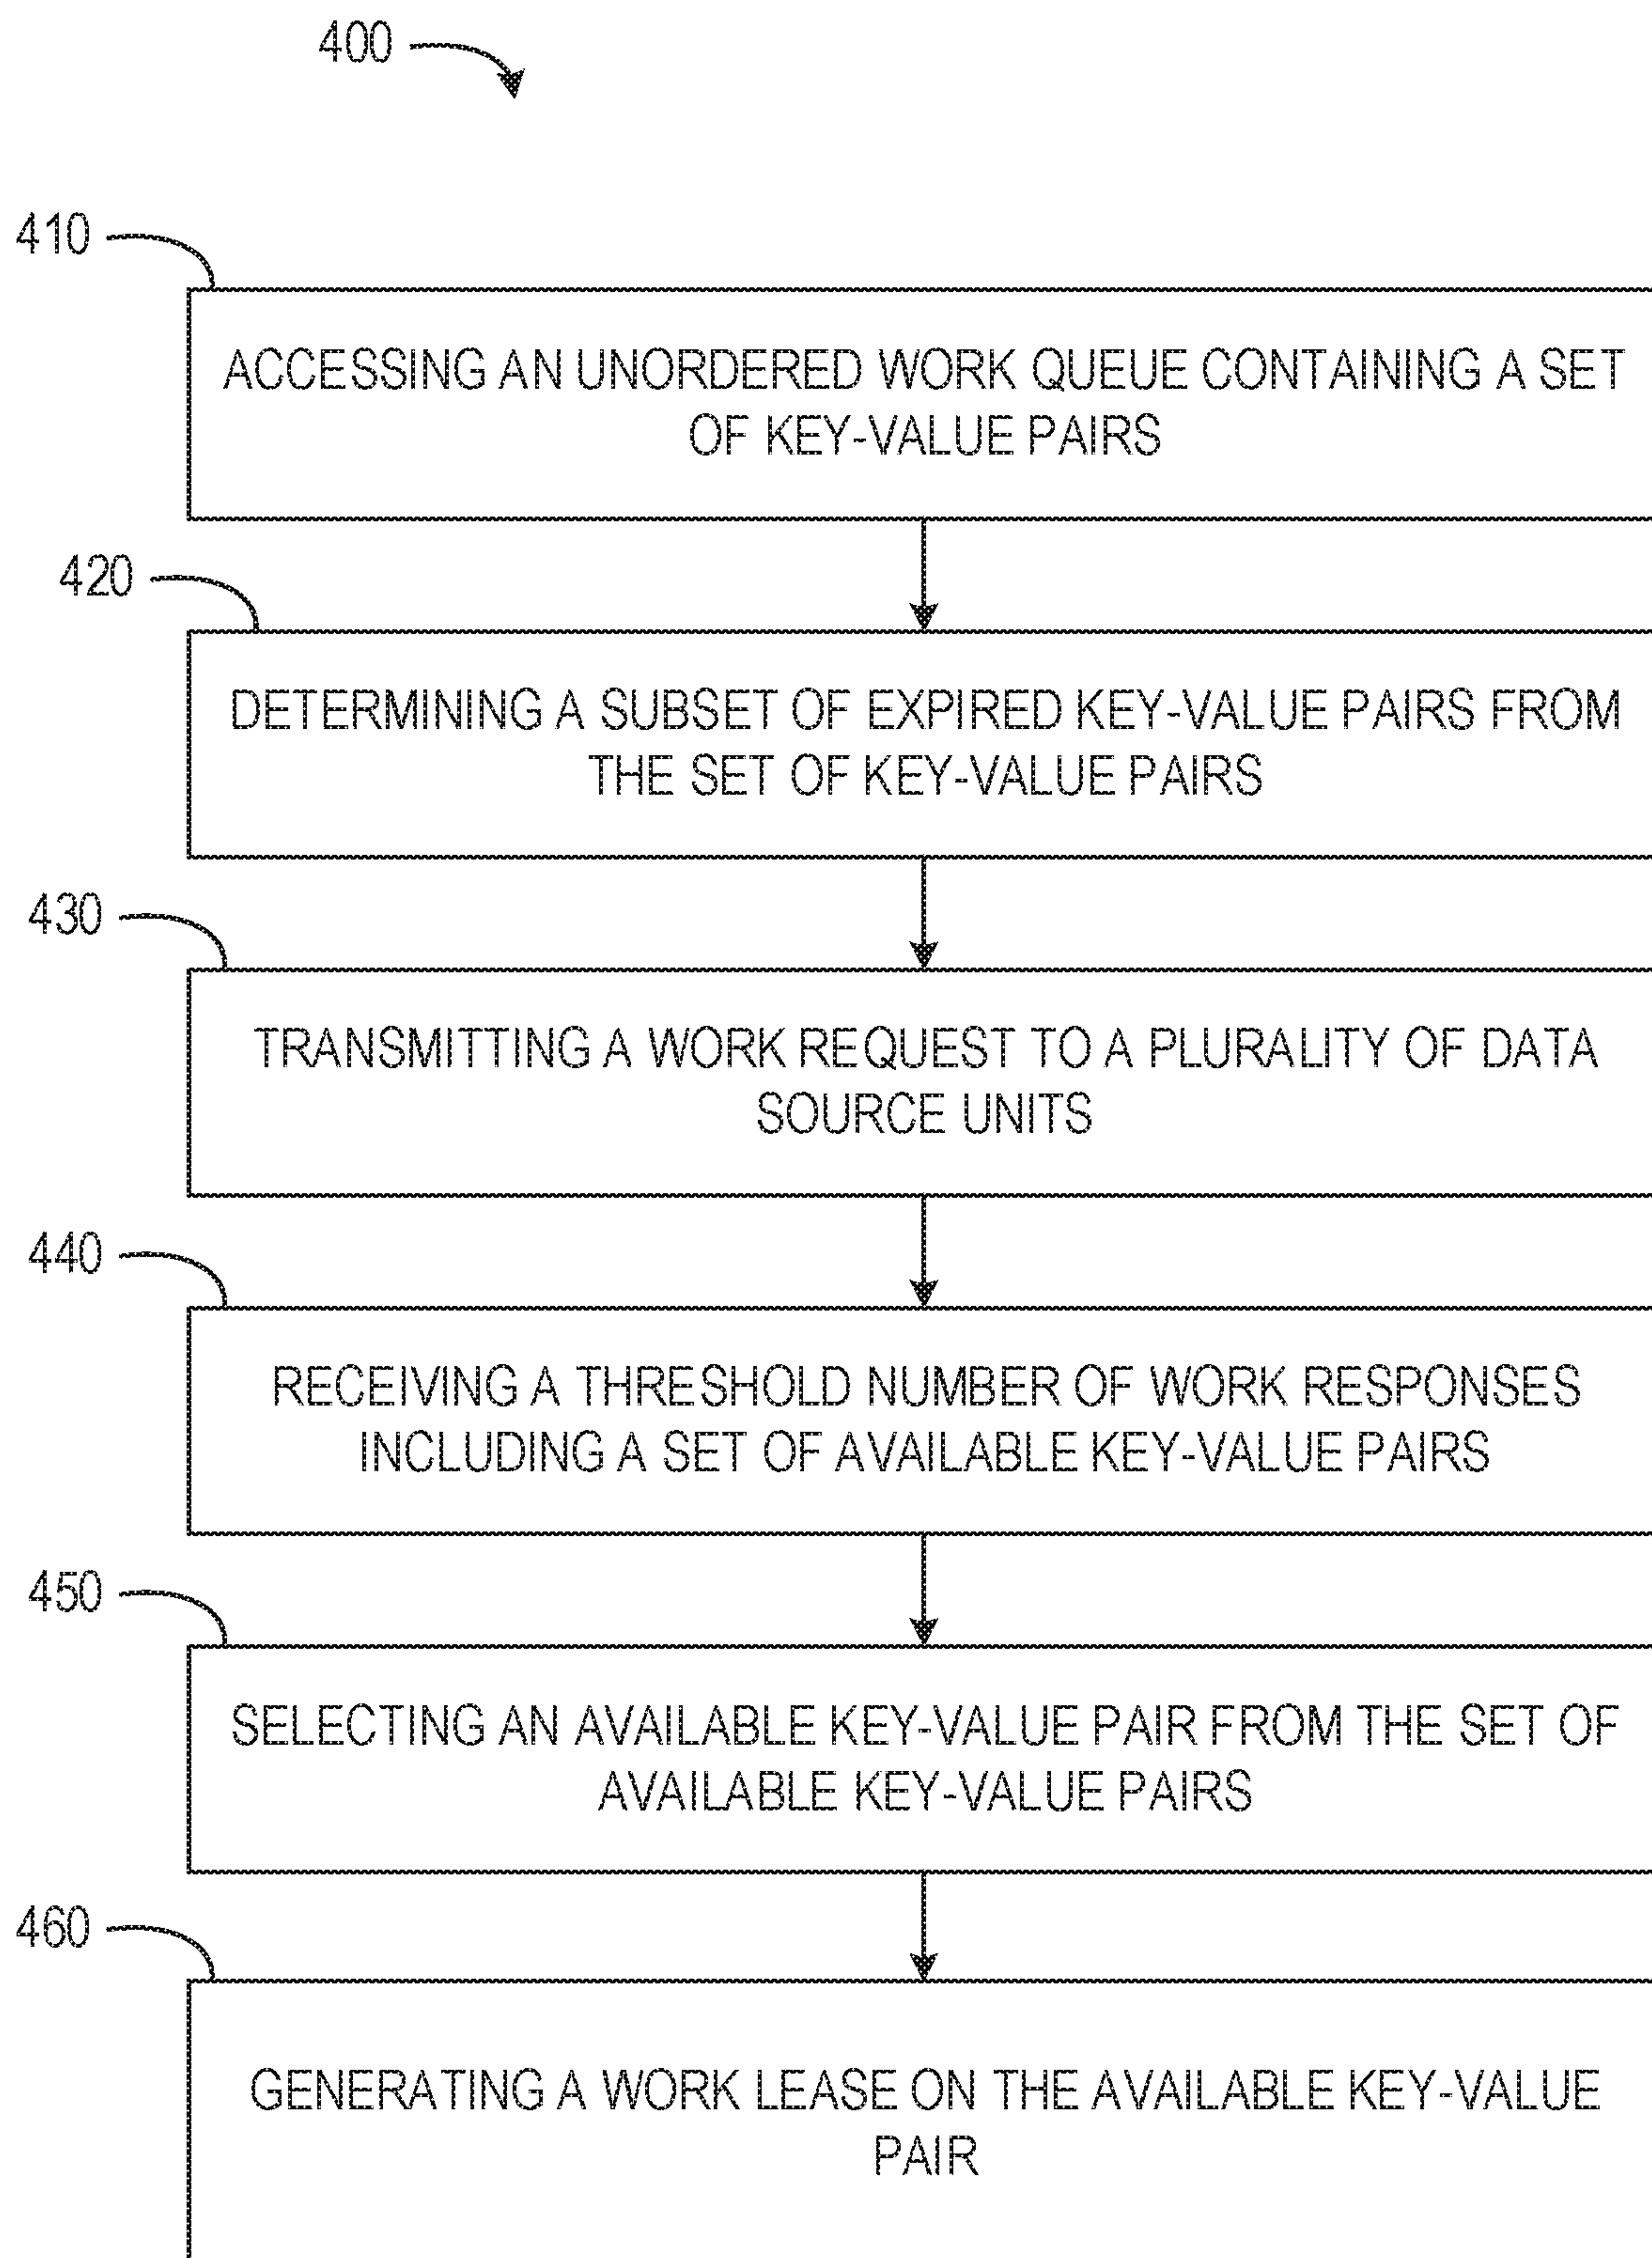 400
410
ACCESSING AN UNORDERED WORK QUEUE CONTAINING A SET
OF KEY-VALUE PAIRS
420
DETERMINING A SUBSET OF EXPIRED KEY-VALUE PAIRS FROM
THE SET OF KEY-VALUE PAIRS
430
TRANSMITTING A WORK REQUEST TO A PLURALITY OF DATA
SOURCE UNITS
440
RECEIVING A THRESHOLD NUMBER OF WORK RESPONSES
INCLUDING A SET OF AVAILABLE KEY-VALUE PAIRS
450
SELECTING AN AVAILABLE KEY-VALUE PAIR FROM THE SET OF
AVAILABLE KEY-VALUE PAIRS
460
GENERATING A WORK LEASE ON THE AVAILABLE KEY-VALUE
PAIR